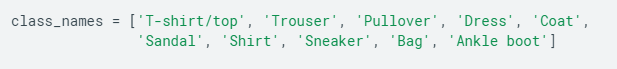 class_names = ['T-shirt/top', 'Trouser', 'Pullover', 'Dress', 'Coat',
'Sandal', 'Shirt', 'Sneaker', 'Bag', 'Ankle boot']